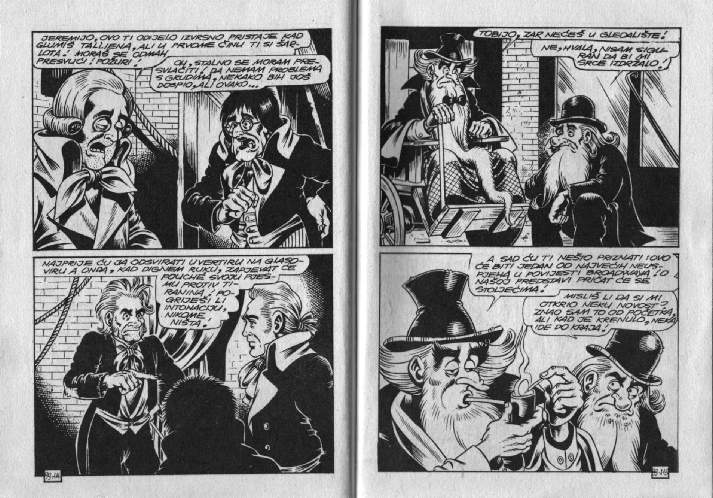 JEREMIJO, OVO TI ODIJELO IZVRSNO PRISTAJE KAD
GLUMIŠ TALLIENA, ALI U PRVOME ČINU TI SI ŠAR-
LOTA! MORAŠ SE ODMAH
PRESVUĆI! POŽURI!
OH, STALNO SE MORAM PRE-
SVLAČITI! DA NEMAM PROBLEMA
S GRUDIMA, NEKAKO BIH JOŠ
DOSPIO, ALI OVAKO...
NAJPRIJE ĆU JA ODSVIRATI UVERTIRU NA GLASO-
VIRU A ONDA, KAD DIGNEM RUKU, ZAPJEVAT ĆE
FOUCHE SVOJU PJES-
MU PROTIV TI-
RANINA. PO-
GRIJEŠI LI
INTONACIJU,
NIKOME
NIŠTA!
TOBIJO, ZAR NEĆEŠ U GLEDALIŠTE!
NE, HVALA, NISAM SIGU-
RAN DA BI MI
SRCE IZDRŽALO!
A SAD ĆU TI NEŠTO PRIZNATI! OVO
ĆE BITI JEDAN OD NAJVEĆIH NEUS-
PJEHA U POVIJESTI BROADWAYA! O
NAŠOJ PREDSTAVI PRIČAT ĆE SE
STOLJEĆIMA!
MISLIŠ LI DA SI MI
OTKRIO NEKU NOVOST?
ZNAO SAM TO OD POČETKA,
ALI KAD JE KRENULO, NEKA
IDE DO KRAJA!